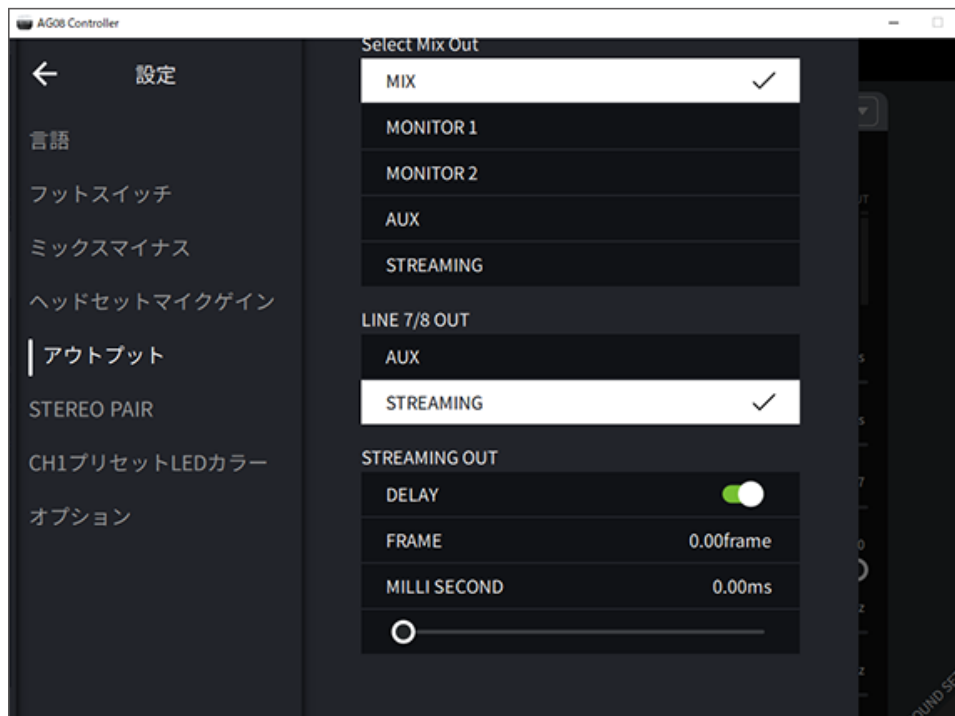 AG08 Controller
設定
言語
フットスイッチ
ミックスマイナス
ヘッドセットマイクゲイン
アウトプット
STEREO PAIR
CH1プリセットLEDカラー
オプション
Select Mix Out
MIX
MONITOR 1
MONITOR 2
AUX
STREAMING
LINE 7/8 OUT
AUX
STREAMING
STREAMING OUT
DELAY
FRAME 0.00frame
MILLI SECOND 0.00ms